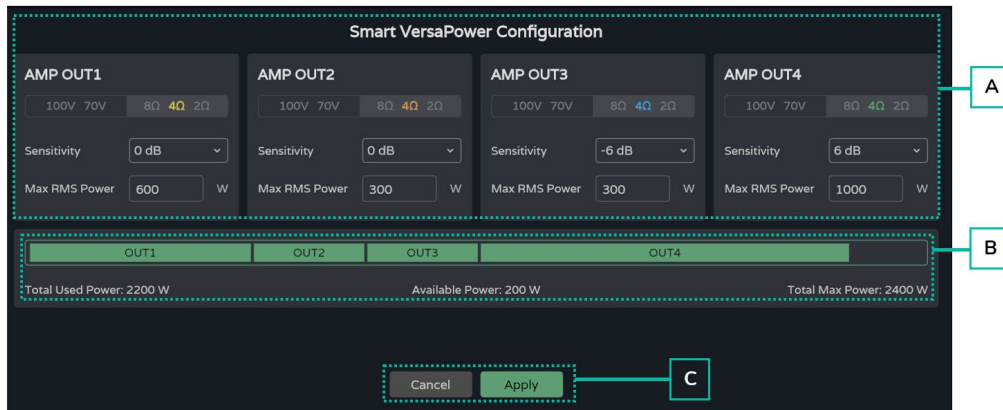 Smart VersaPower Configuration
AMP OUT1 AMP OUT2 AMP OUT3 AMP OUT4
A
100V 70V 8Ω 4Ω 2Ω 100V 70V 8Ω 4Ω 2Ω 100V 70V 8Ω 4Ω 2Ω 100V 70V 8Ω 4Ω 2Ω
Sensitivity 0 dB Sensitivity 0 dB Sensitivity -6 dB Sensitivity 6 dB
Max RMS Power 600 W Max RMS Power 300 W Max RMS Power 300 W Max RMS Power 1000 W
B
OUT1 OUT2 OUT3 OUT4
Total Used Power: 2200 W Available Power: 200 W Total Max Power: 2400 W
Cancel Apply C